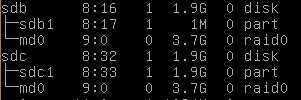 sdb 8:16 1 1.9G 0 disk
├─sdb1 8:17 1 1M 0 part
└─md0 9:0 0 3.7G 0 raid0
sdc 8:32 1 1.9G 0 disk
├─sdc1 8:33 1 1.9G 0 part
└─md0 9:0 0 3.7G 0 raid0